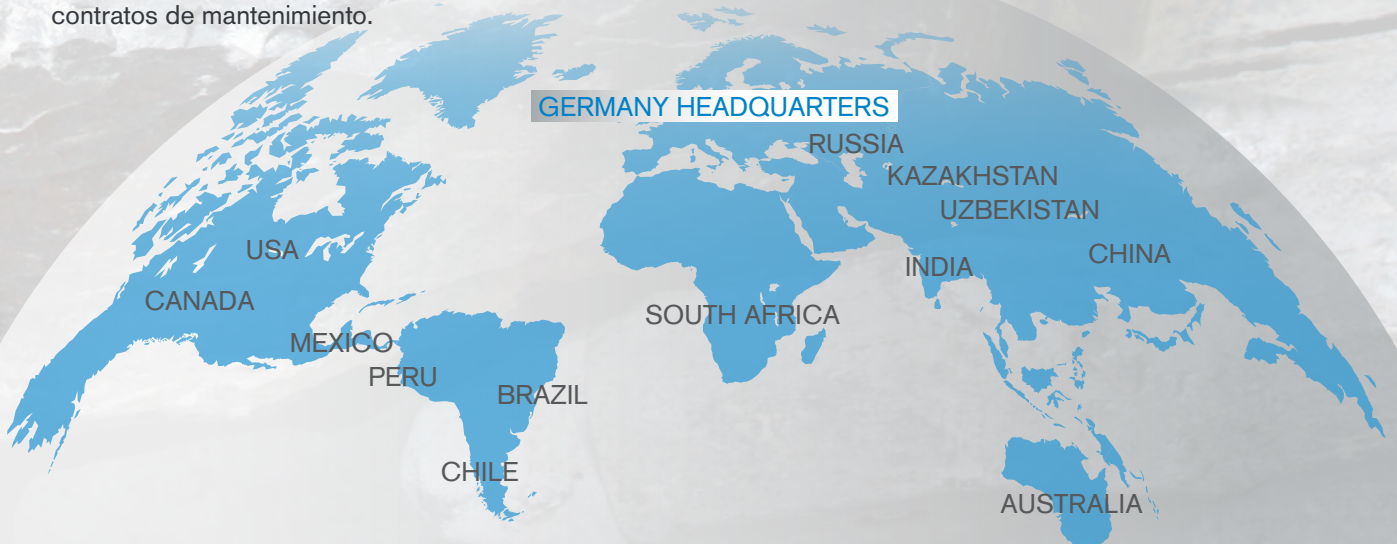 contratos de mantenimiento.
GERMANY HEADQUARTERS
RUSSIA
KAZAKHSTAN
UZBEKISTAN
USA
CHINA
INDIA
CANADA
SOUTH AFRICA
MEXICO
PERU
BRAZIL
CHILE
AUSTRALIA